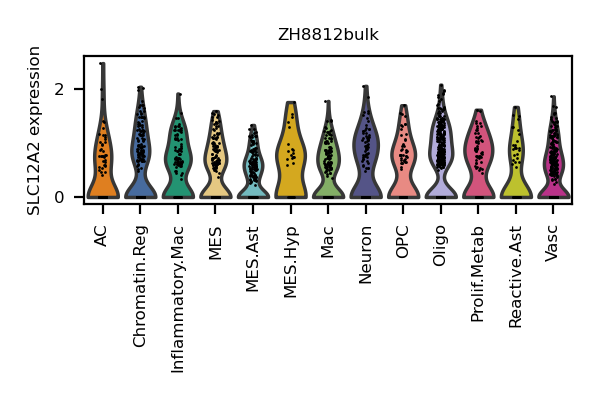 ZH8812bulk
SLC12A2 expression
2
0
AC
Chromatin.Reg
Inflammatory.Mac
MES
MES.Ast
MES.Hyp
Mac
Neuron
OPC
Oligo
Prolif.Metab
Reactive.Ast
Vasc